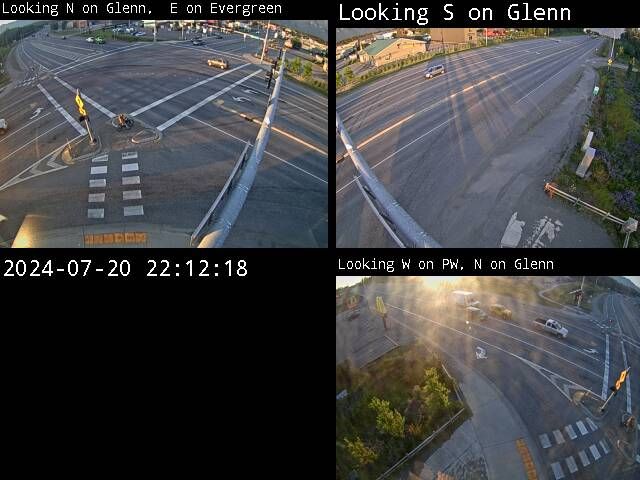 Looking N on Glenn,  E on Evergreen
Looking S on Glenn
2024-07-20 22:12:18
Looking W on PW, N on Glenn